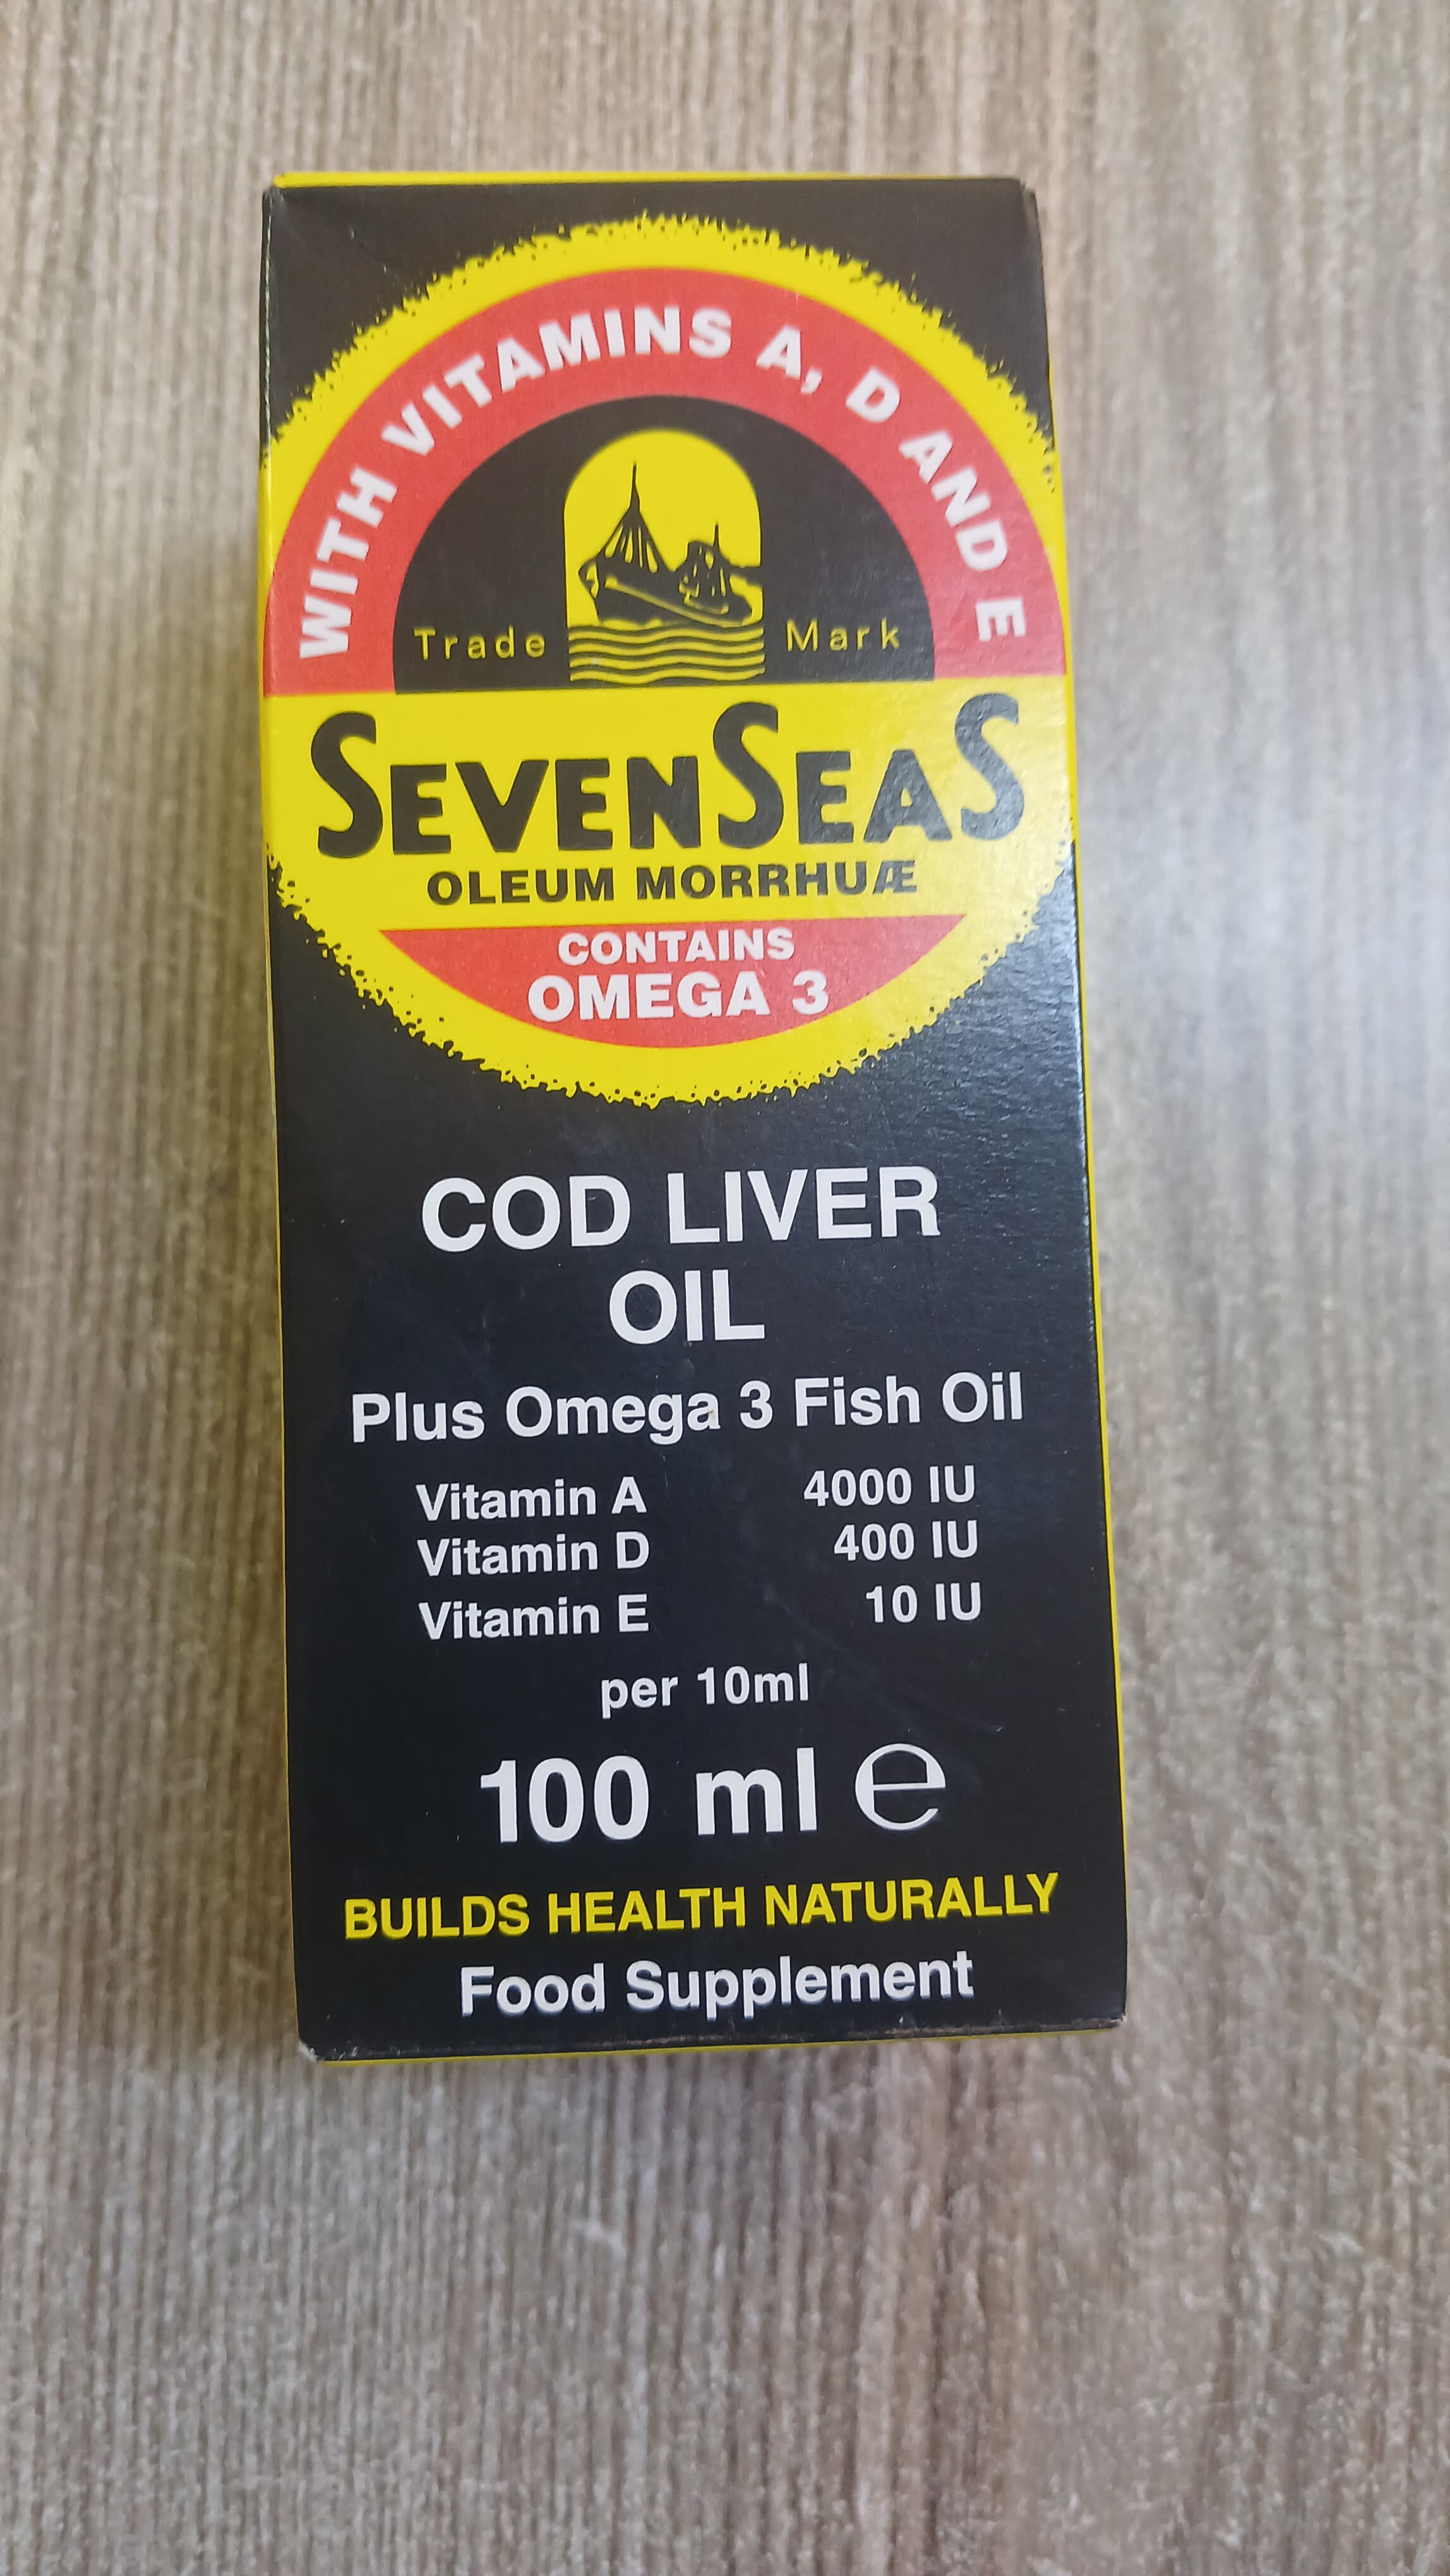 WITH VITAMINS A, D AND E
Trade Mark
SEVENSEAS
OLEUM MORRHUÆ
CONTAINS
OMEGA 3
COD LIVER
OIL
Plus Omega 3 Fish Oil
Vitamin A 4000 IU
Vitamin D 400 IU
Vitamin E 10 IU
per 10ml
100 ml ℮
BUILDS HEALTH NATURALLY
Food Supplement